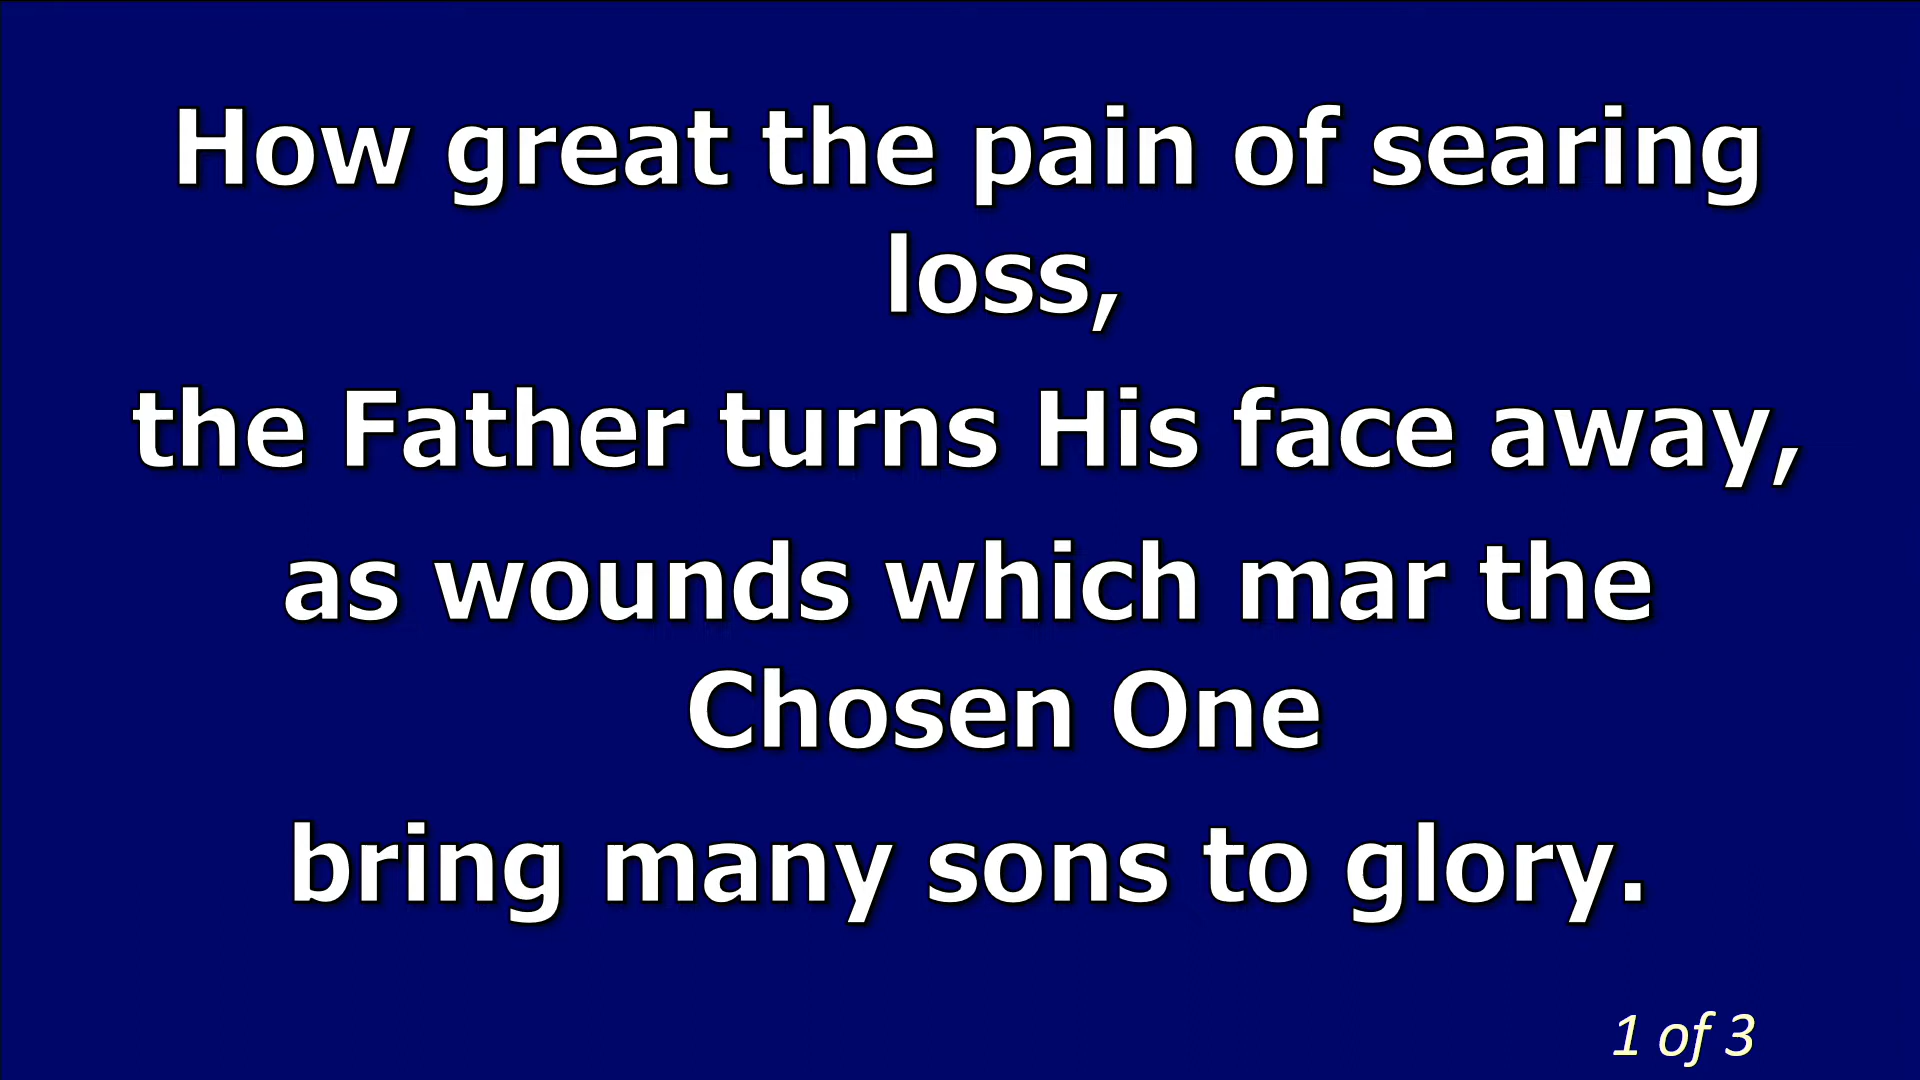 How great the pain of searing
loss,
the Father turns His face away,
as wounds which mar the
Chosen One
bring many sons to glory.
1 of 3